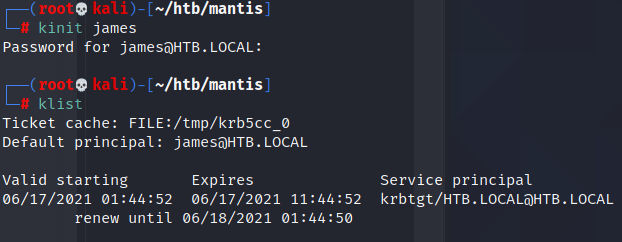 ┌──(root💀kali)-[~/htb/mantis]
└─# kinit james
Password for james@HTB.LOCAL:
┌──(root💀kali)-[~/htb/mantis]
└─# klist
Ticket cache: FILE:/tmp/krb5cc_0
Default principal: james@HTB.LOCAL
Valid starting       Expires              Service principal
06/17/2021 01:44:52  06/17/2021 11:44:52  krbtgt/HTB.LOCAL@HTB.LOCAL
        renew until 06/18/2021 01:44:50